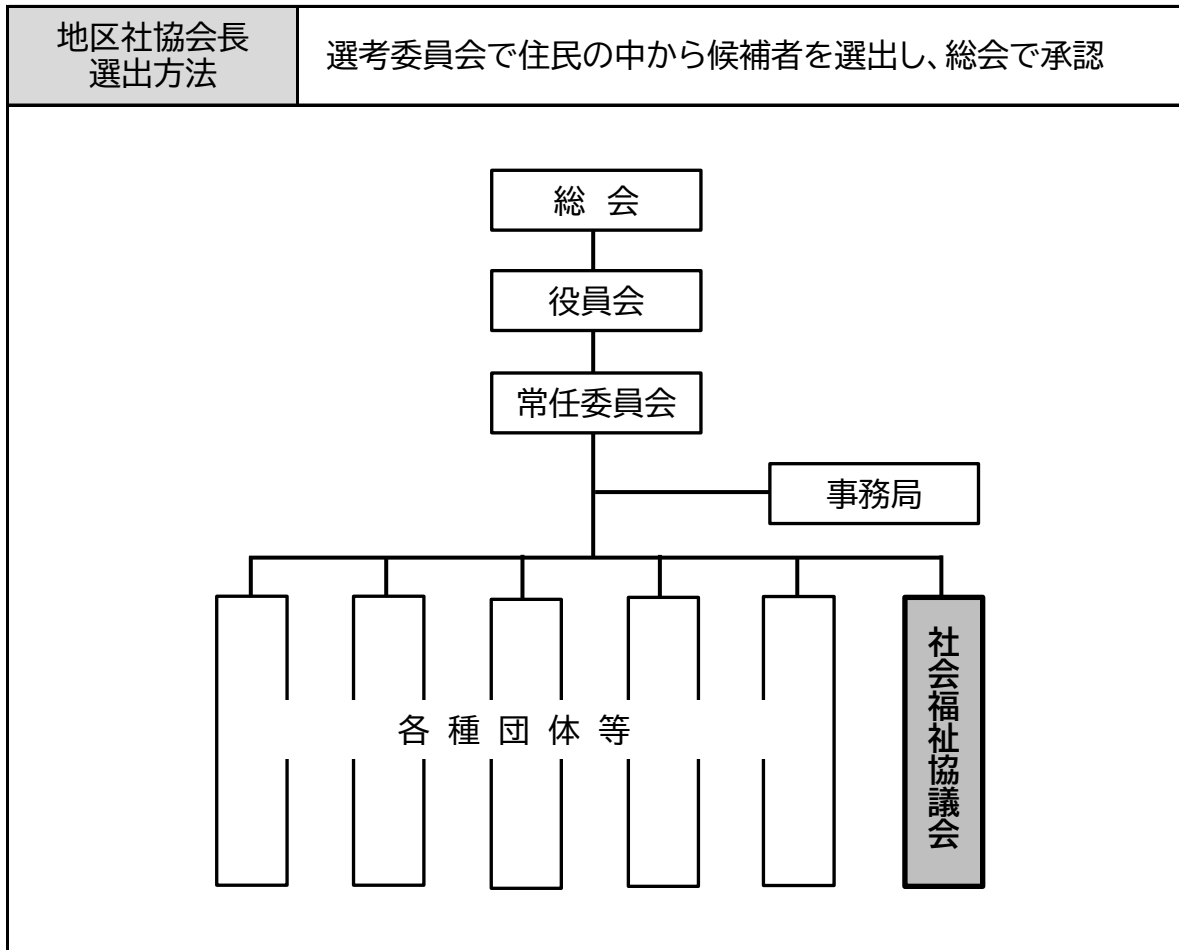 地区社協会長
選出方法
選考委員会で住民の中から候補者を選出し、総会で承認
総 会
役員会
常任委員会
事務局
各 種 団 体 等
社会福祉協議会